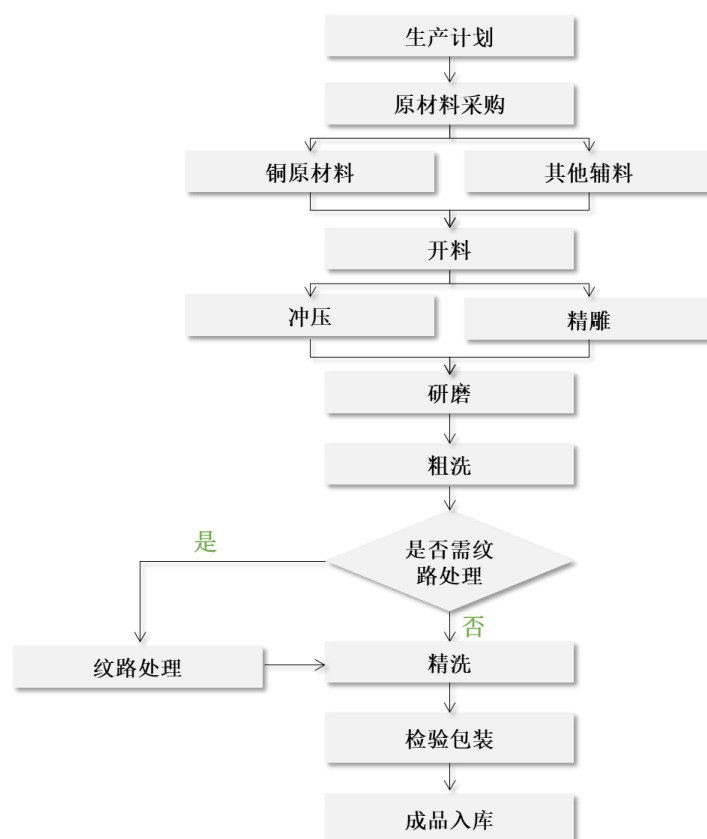 生产计划
原材料采购
铜原材料
其他辅料
开料
冲压
精雕
研磨
粗洗
是否需纹
路处理
是
否
纹路处理
精洗
检验包装
成品入库